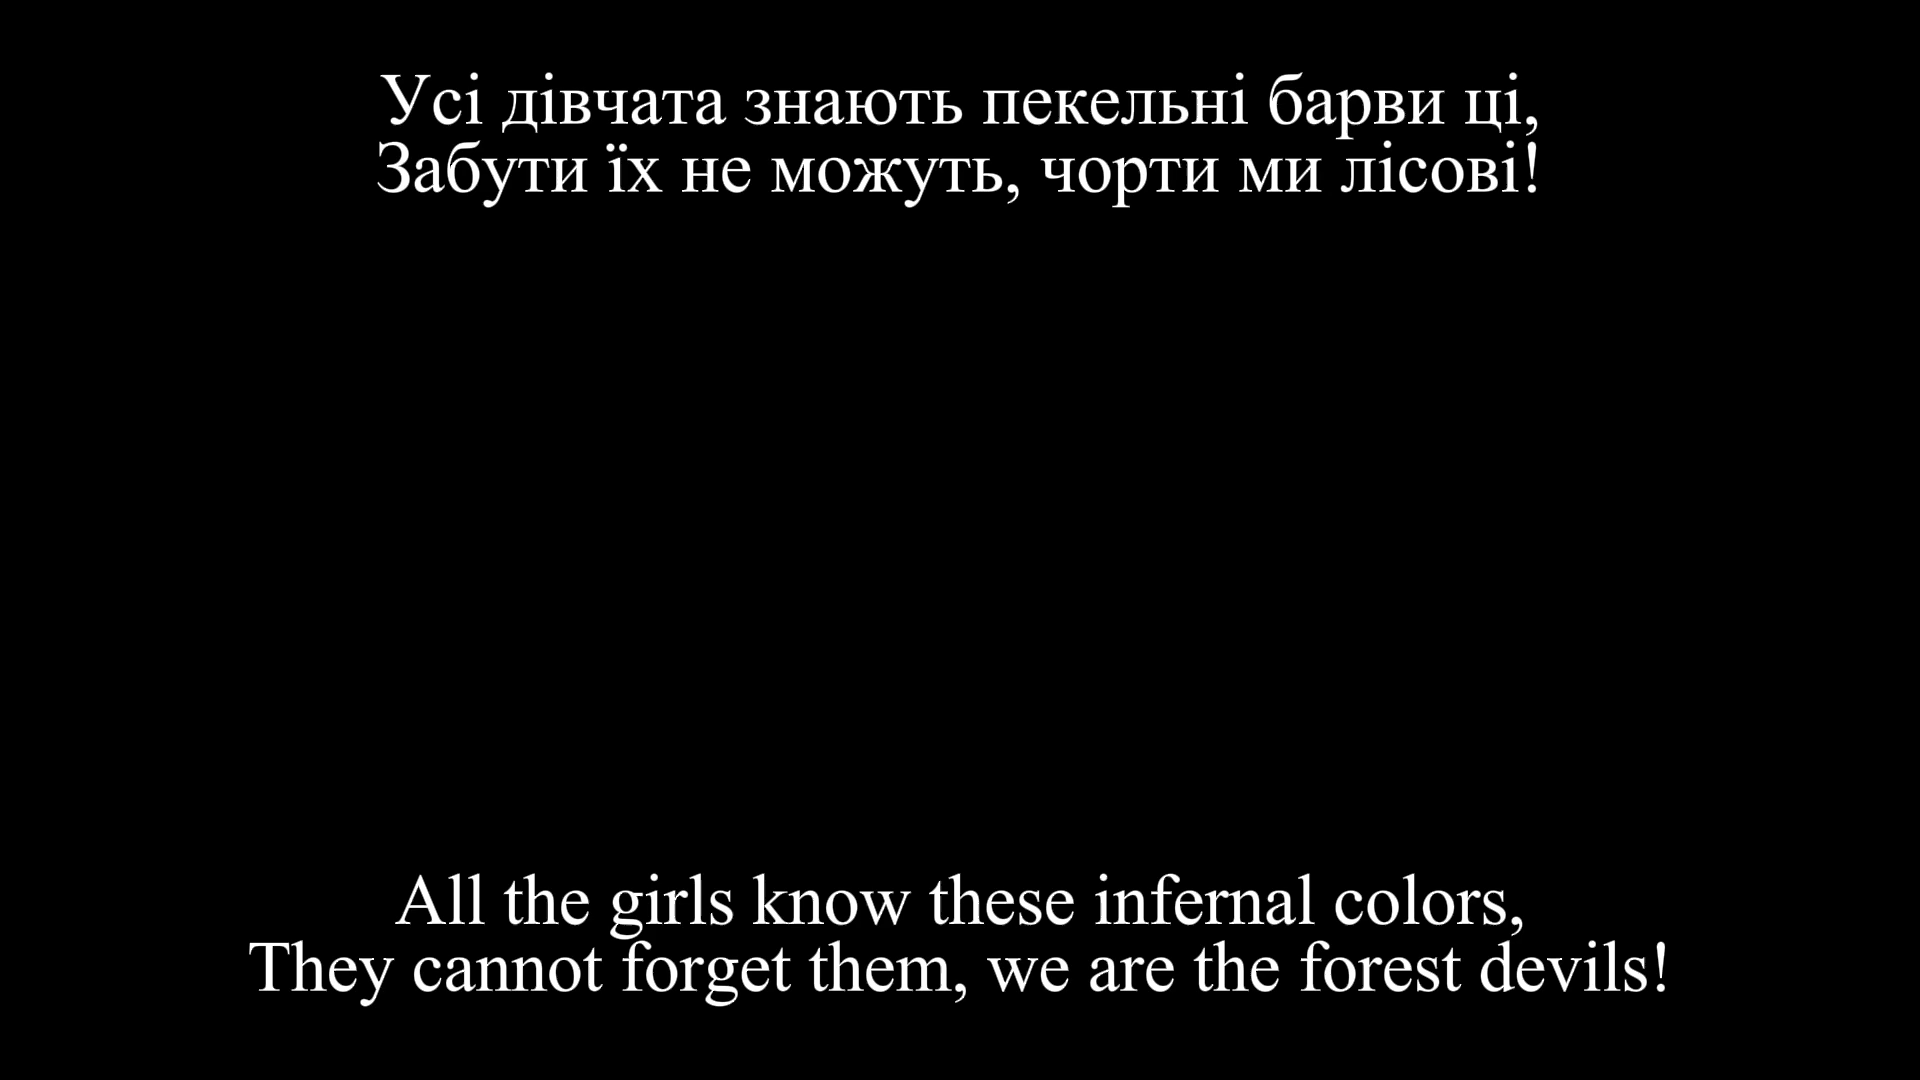 Усі дівчата знають пекельні барви ці,
Забути їх не можуть, чорти ми лісові!
All the girls know these infernal colors,
They cannot forget them, we are the forest devils!